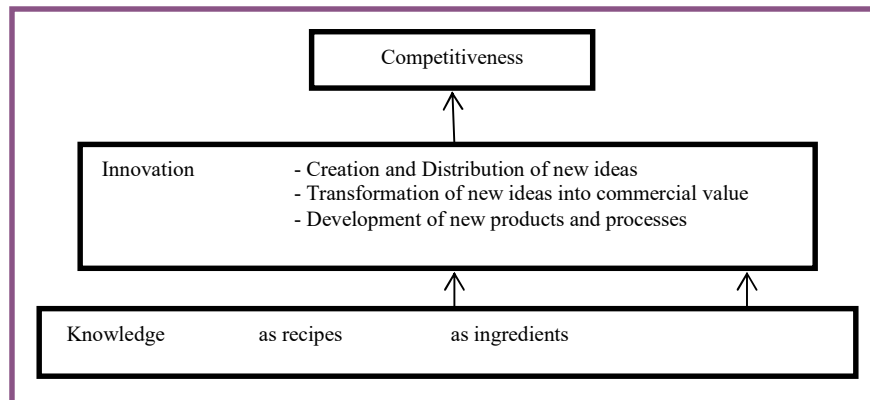 Competitiveness
Innovation - Creation and Distribution of new ideas
- Transformation of new ideas into commercial value
- Development of new products and processes
Knowledge as recipes as ingredients